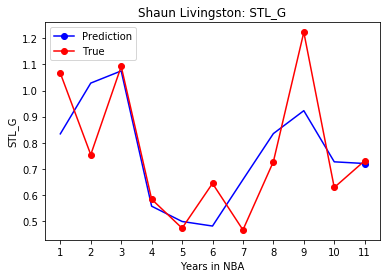 Shaun Livingston: STL_G
Prediction
True
1.2
1.1
1.0
0.9
0.8
0.7
0.6
0.5
STL_G
1 2 3 4 5 6 7 8 9 10 11
Years in NBA